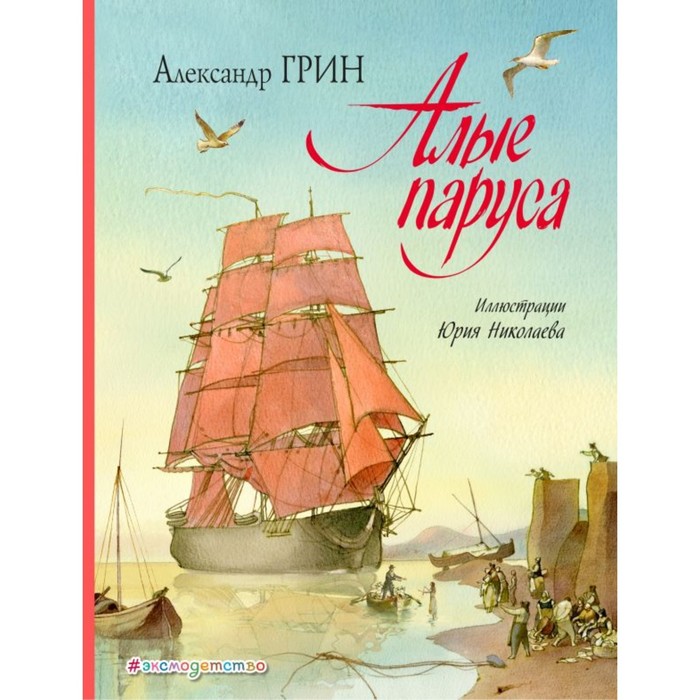 Александр ГРИН
Алые
паруса
Иллюстрации
Юрия Николаева
#эксмодетство